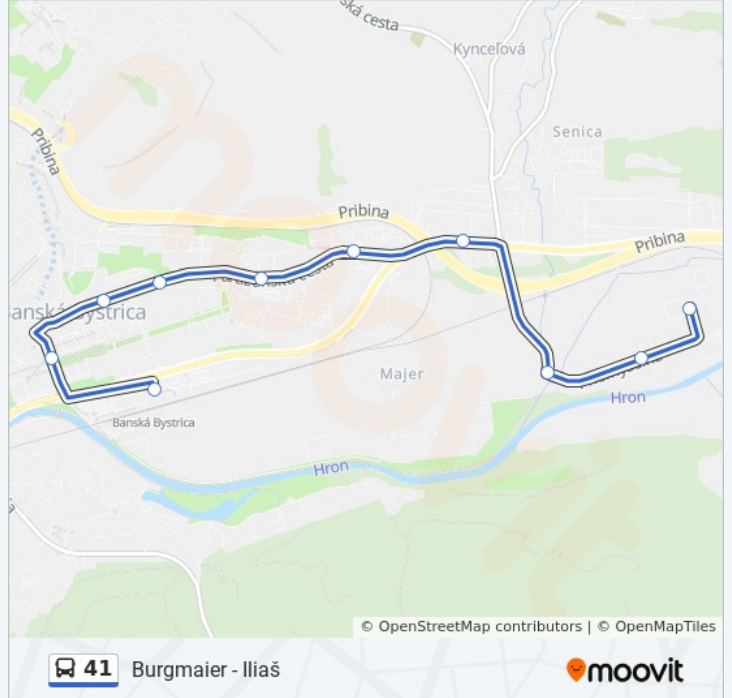 ská cesta
Kynceľová
Senica
Pribina
Pribina
Pribina
anská Bystrica
Majer
Hron
Banská Bystrica
Hron
© OpenStreetMap contributors | © OpenMapTiles
41 Burgmaier - Iliaš
moovit